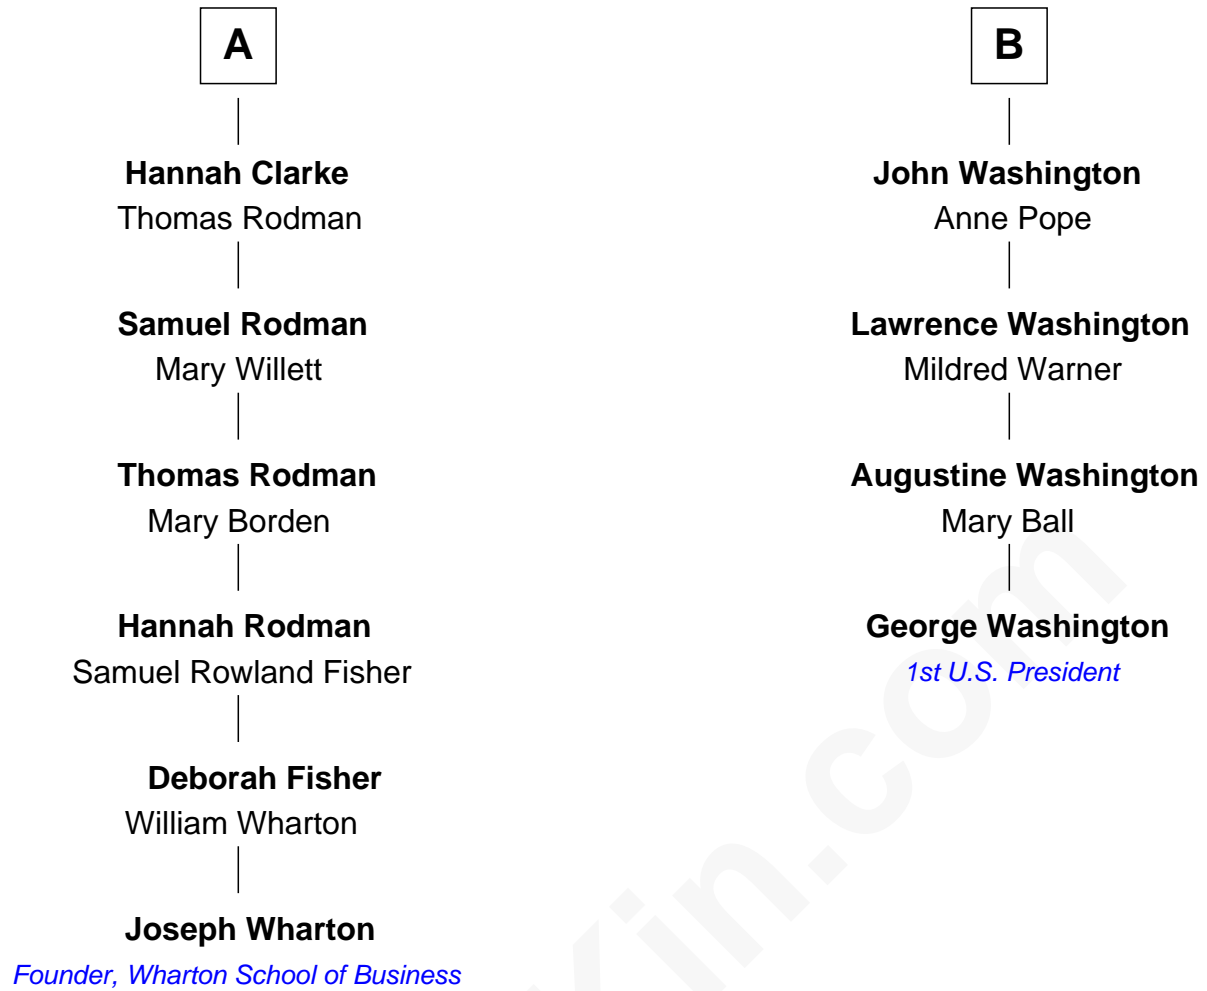 A
Hannah Clarke
Thomas Rodman
Samuel Rodman
Mary Willett
Thomas Rodman
Mary Borden
Hannah Rodman
Samuel Rowland Fisher
Deborah Fisher
William Wharton
Joseph Wharton
Founder, Wharton School of Business
B
John Washington
Anne Pope
Lawrence Washington
Mildred Warner
Augustine Washington
Mary Ball
George Washington
1st U.S. President